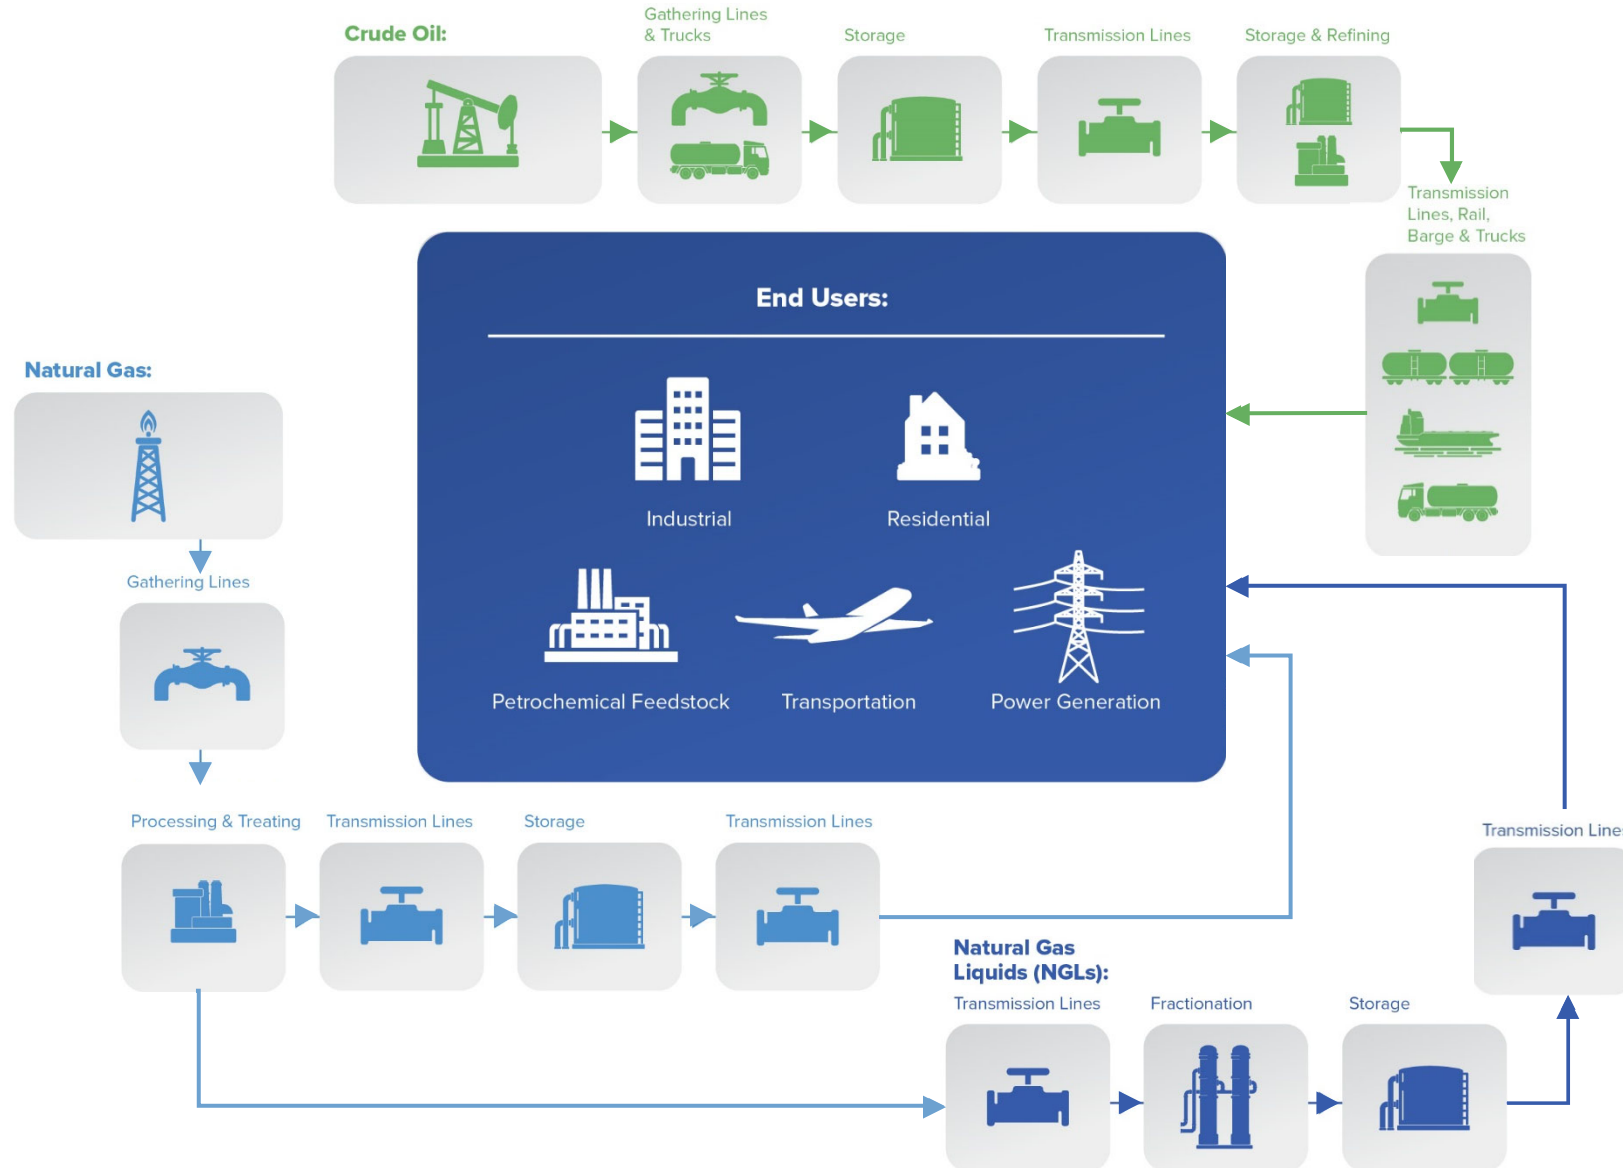 Crude Oil:
Gathering Lines
& Trucks
Storage
Transmission Lines
Storage & Refining
Transmission
Lines, Rail,
Barge & Trucks
End Users:
Industrial
Residential
Petrochemical Feedstock
Transportation
Power Generation
Natural Gas:
Gathering Lines
Processing & Treating
Transmission Lines
Storage
Transmission Lines
Natural Gas
Liquids (NGLs):
Transmission Lines
Fractionation
Storage
Transmission Lines